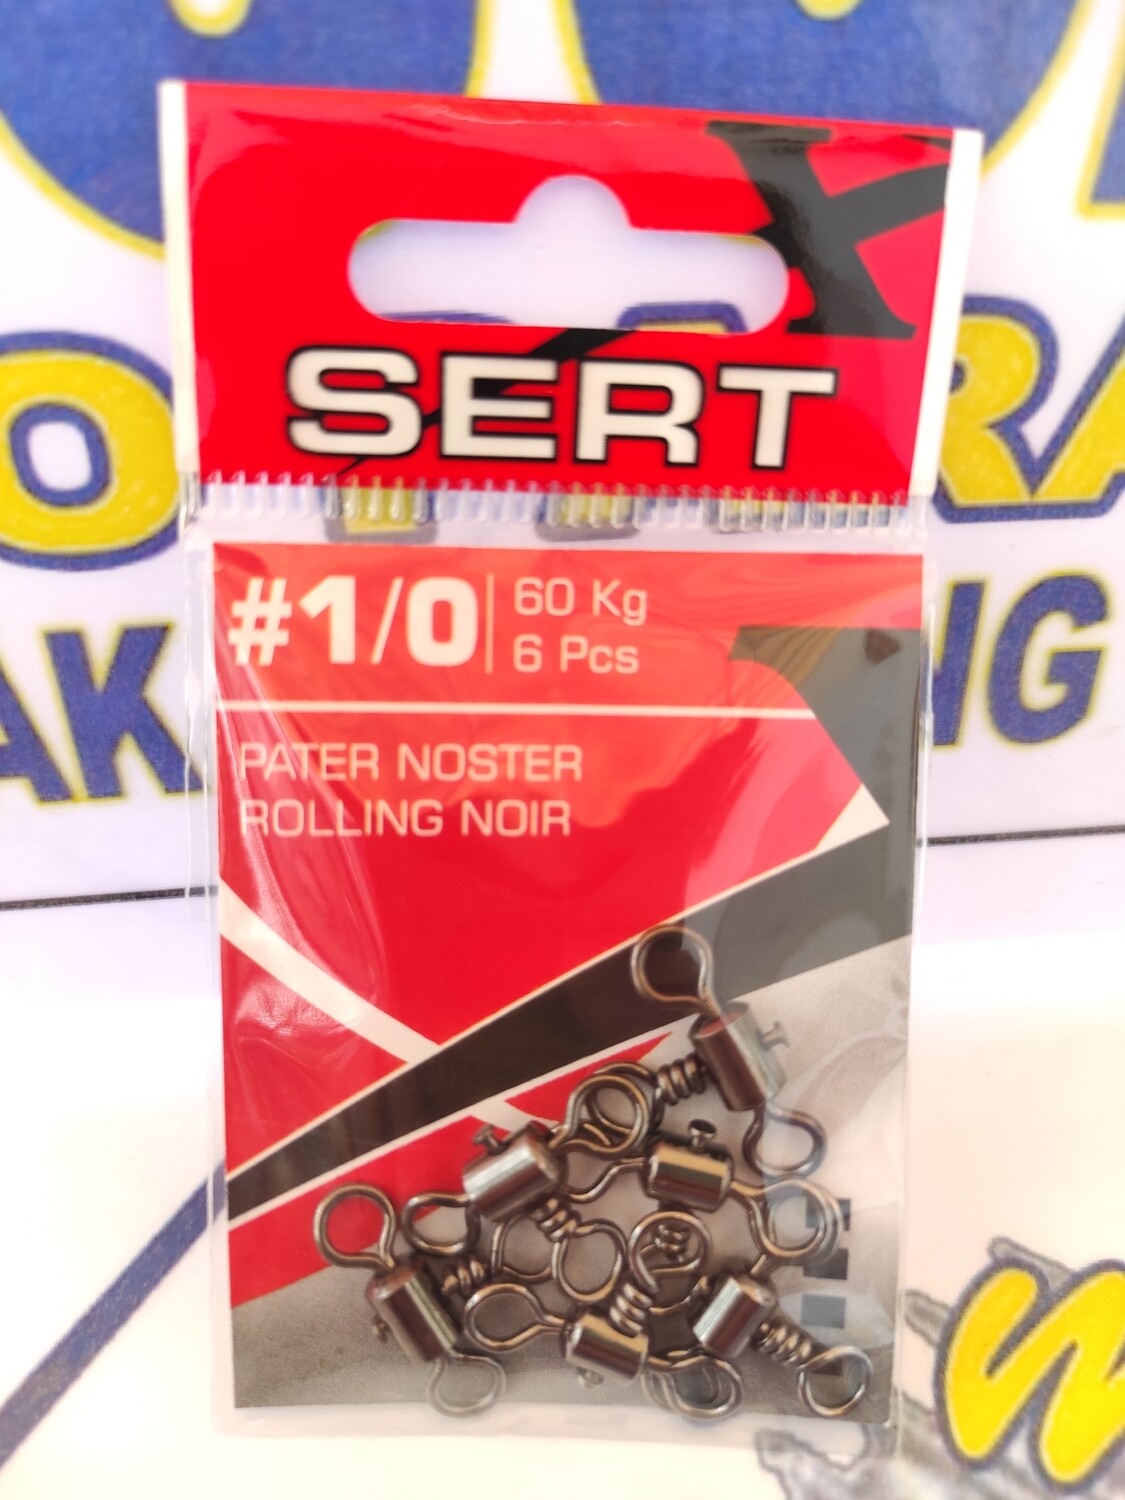 SERT
#1/0
60 Kg
6 Pcs
PATER NOSTER
ROLLING NOIR